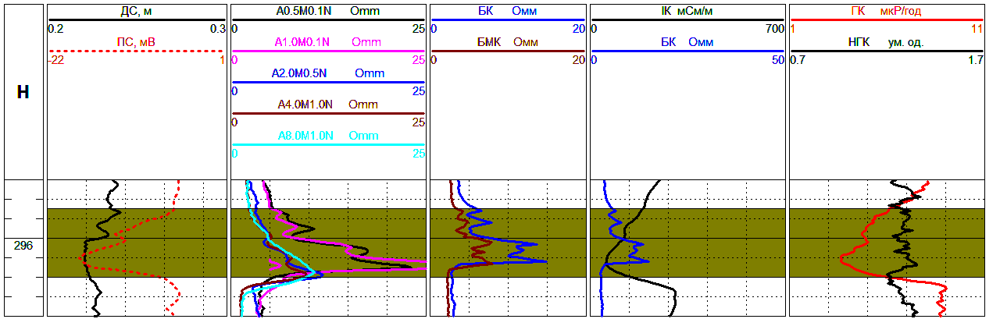 H
ДС, м
0.2 0.3
ПС, мВ
-22 1
A0.5M0.1N Omm
0 25
A1.0M0.1N Omm
0 25
A2.0M0.5N Omm
0 25
A4.0M1.0N Omm
0 25
A8.0M1.0N Omm
0 25
БК Омм
0 20
БМК Омм
0 20
IК мСм/м
0 700
БК Омм
0 50
ГК мкР/год
1 11
НГК ум. од.
0.7 1.7
296